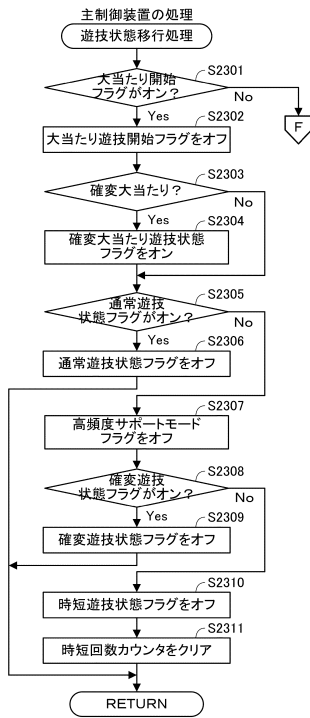 主制御装置の処理
遊技状態移行処理
S2301
大当たり開始
フラグがオン？
No
F
Yes
S2302
大当たり遊技開始フラグをオフ
S2303
確変大当たり？
No
Yes
S2304
確変大当たり遊技状態
フラグをオン
S2305
通常遊技
状態フラグがオン？
No
Yes
S2306
通常遊技状態フラグをオフ
S2307
高頻度サポートモード
フラグをオフ
S2308
確変遊技
状態フラグがオン？
No
Yes
S2309
確変遊技状態フラグをオフ
S2310
時短遊技状態フラグをオフ
S2311
時短回数カウンタをクリア
RETURN